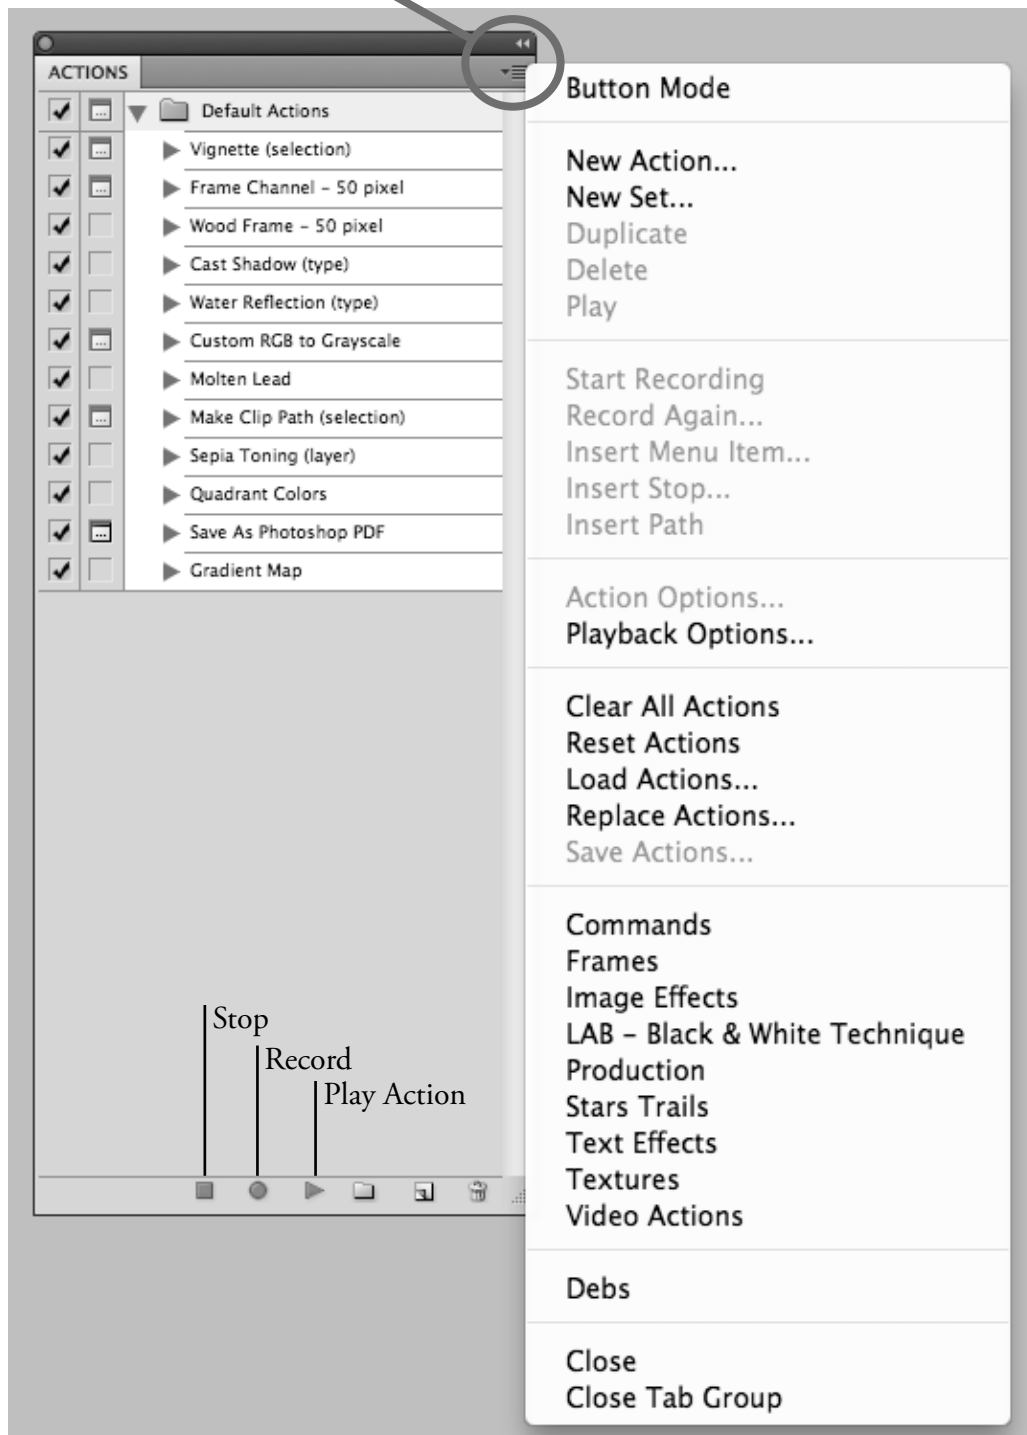 ACTIONS
Default Actions
Vignette (selection)
Frame Channel – 50 pixel
Wood Frame – 50 pixel
Cast Shadow (type)
Water Reflection (type)
Custom RGB to Grayscale
Molten Lead
Make Clip Path (selection)
Sepia Toning (layer)
Quadrant Colors
Save As Photoshop PDF
Gradient Map
Stop
Record
Play Action
Button Mode
New Action...
New Set...
Duplicate
Delete
Play
Start Recording
Record Again...
Insert Menu Item...
Insert Stop...
Insert Path
Action Options...
Playback Options...
Clear All Actions
Reset Actions
Load Actions...
Replace Actions...
Save Actions...
Commands
Frames
Image Effects
LAB – Black & White Technique
Production
Stars Trails
Text Effects
Textures
Video Actions
Debs
Close
Close Tab Group